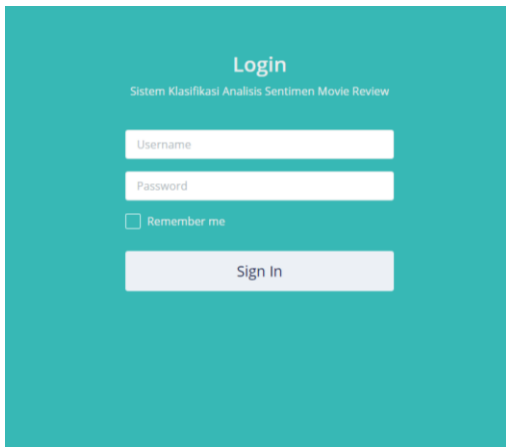 Login
Sistem Klasifikasi Analisis Sentimen Movie Review
Username
Password
Remember me
Sign In